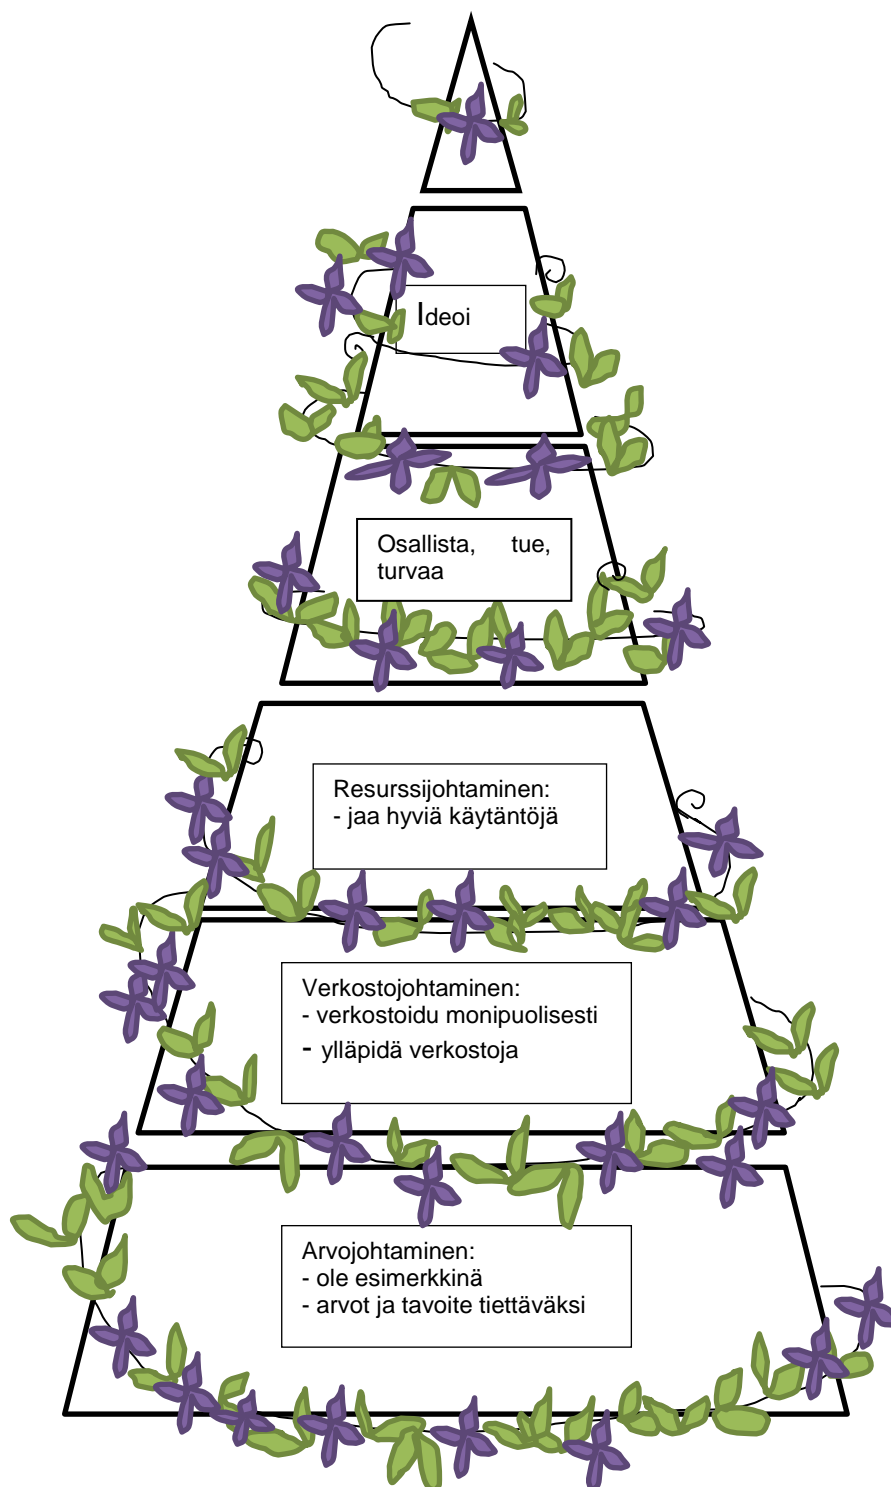 Ideoi
Osallista, tue,
turvaa
Resurssijohtaminen:
- jaa hyviä käytäntöjä
Verkostojohtaminen:
- verkostoidu monipuolisesti
- ylläpidä verkostoja
Arvojohtaminen:
- ole esimerkkinä
- arvot ja tavoite tiettäväksi